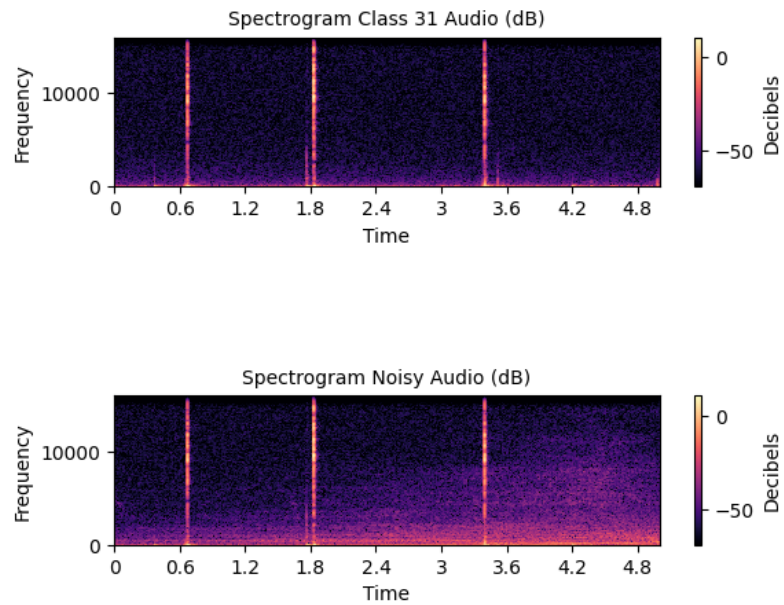 Spectrogram Class 31 Audio (dB)
Frequency
10000
0
0 0.6 1.2 1.8 2.4 3 3.6 4.2 4.8
Time
0
−50
Decibels
Spectrogram Noisy Audio (dB)
Frequency
10000
0
0 0.6 1.2 1.8 2.4 3 3.6 4.2 4.8
Time
0
−50
Decibels